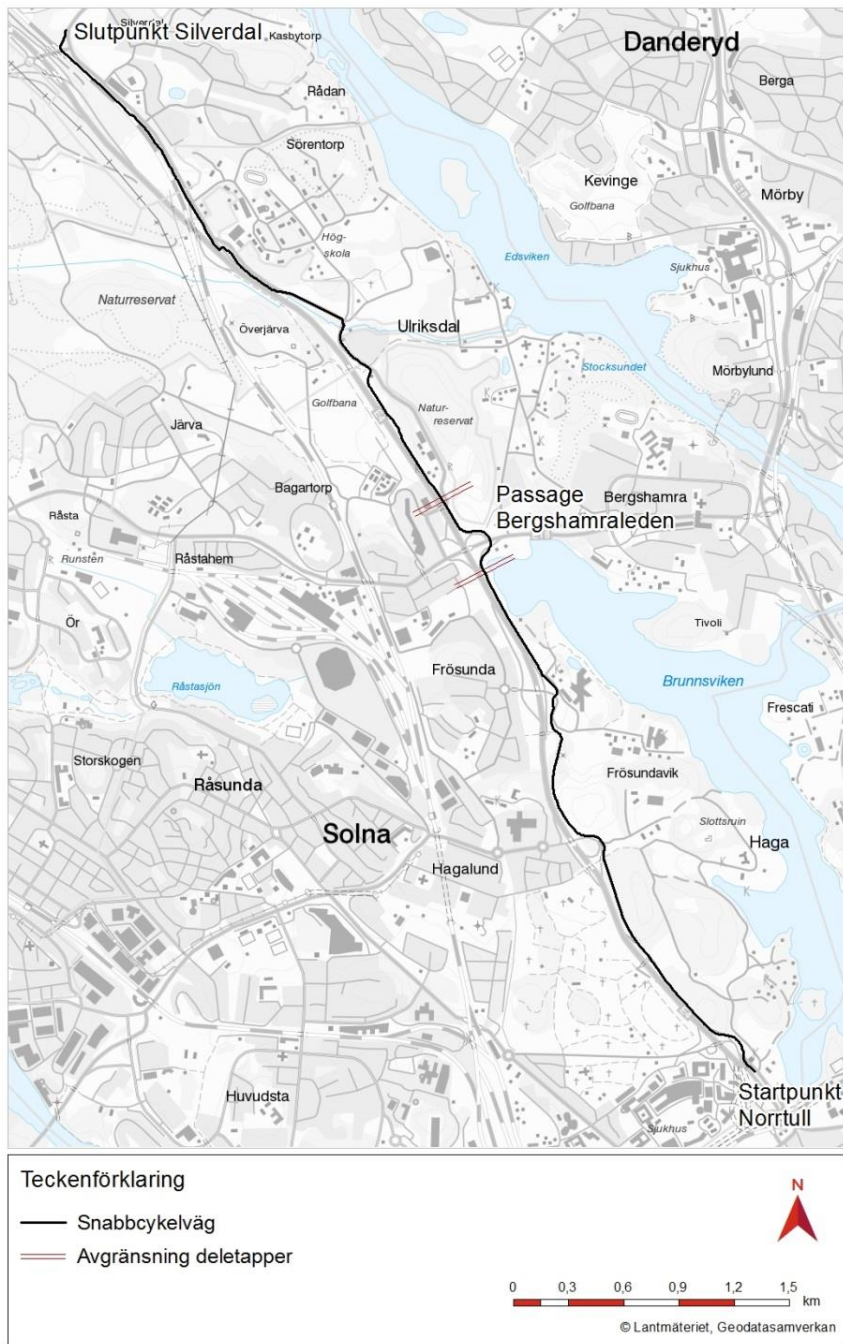 Silverdal
Slutpunkt Silverdal
Kasbytorp
Danderyd
Berga
Rådan
Sörentorp
Kevinge
Golfbana
Mörby
Hög-
skola
Edsviken
Sjukhus
Naturreservat
Överjärva
Ulriksdal
Stocksundet
Mörbylund
Golfbana
Natur-
reservat
Järva
Bagartorp
Passage
Bergshamraleden
Bergshamra
Råsta
Runsten
Råstahem
Ör
Tivoli
Råstasjön
Frösunda
Brunnsviken
Frescati
Storskogen
Råsunda
Frösundavik
Slottsruin
Solna
Haga
Hagalund
Huvudsta
Startpunkt
Norrtull
Sjukhus
Teckenförklaring
Snabbcykelväg
Avgränsning deletapper
N
0 0,3 0,6 0,9 1,2 1,5
km
© Lantmäteriet, Geodatasamverkan